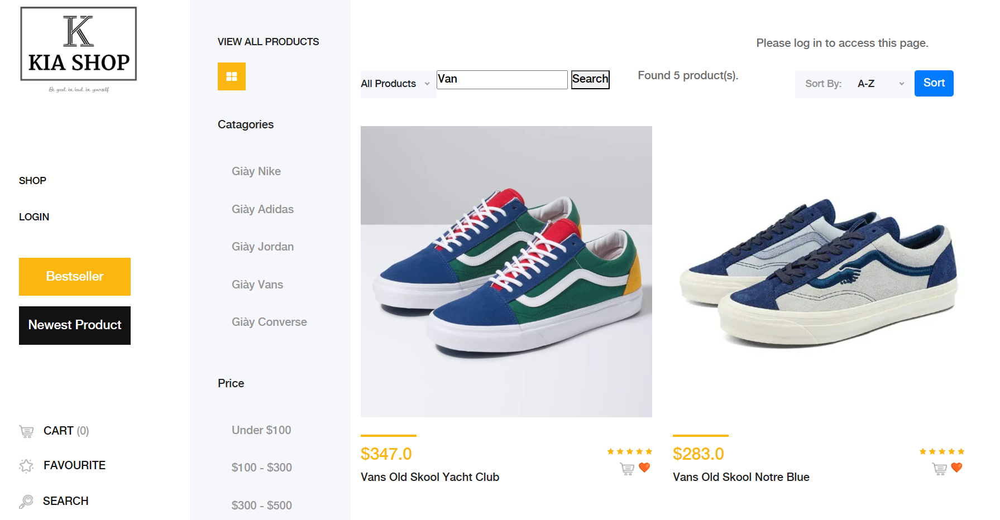 K
KIA SHOP
Be good, be bad, be yourself
SHOP
LOGIN
Bestseller
Newest Product
CART (0)
FAVOURITE
SEARCH
VIEW ALL PRODUCTS
Catagories
Giày Nike
Giày Adidas
Giày Jordan
Giày Vans
Giày Converse
Price
Under $100
$100 - $300
$300 - $500
Please log in to access this page.
All Products Van Search Found 5 product(s). Sort By: A-Z Sort
$347.0
Vans Old Skool Yacht Club
$283.0
Vans Old Skool Notre Blue